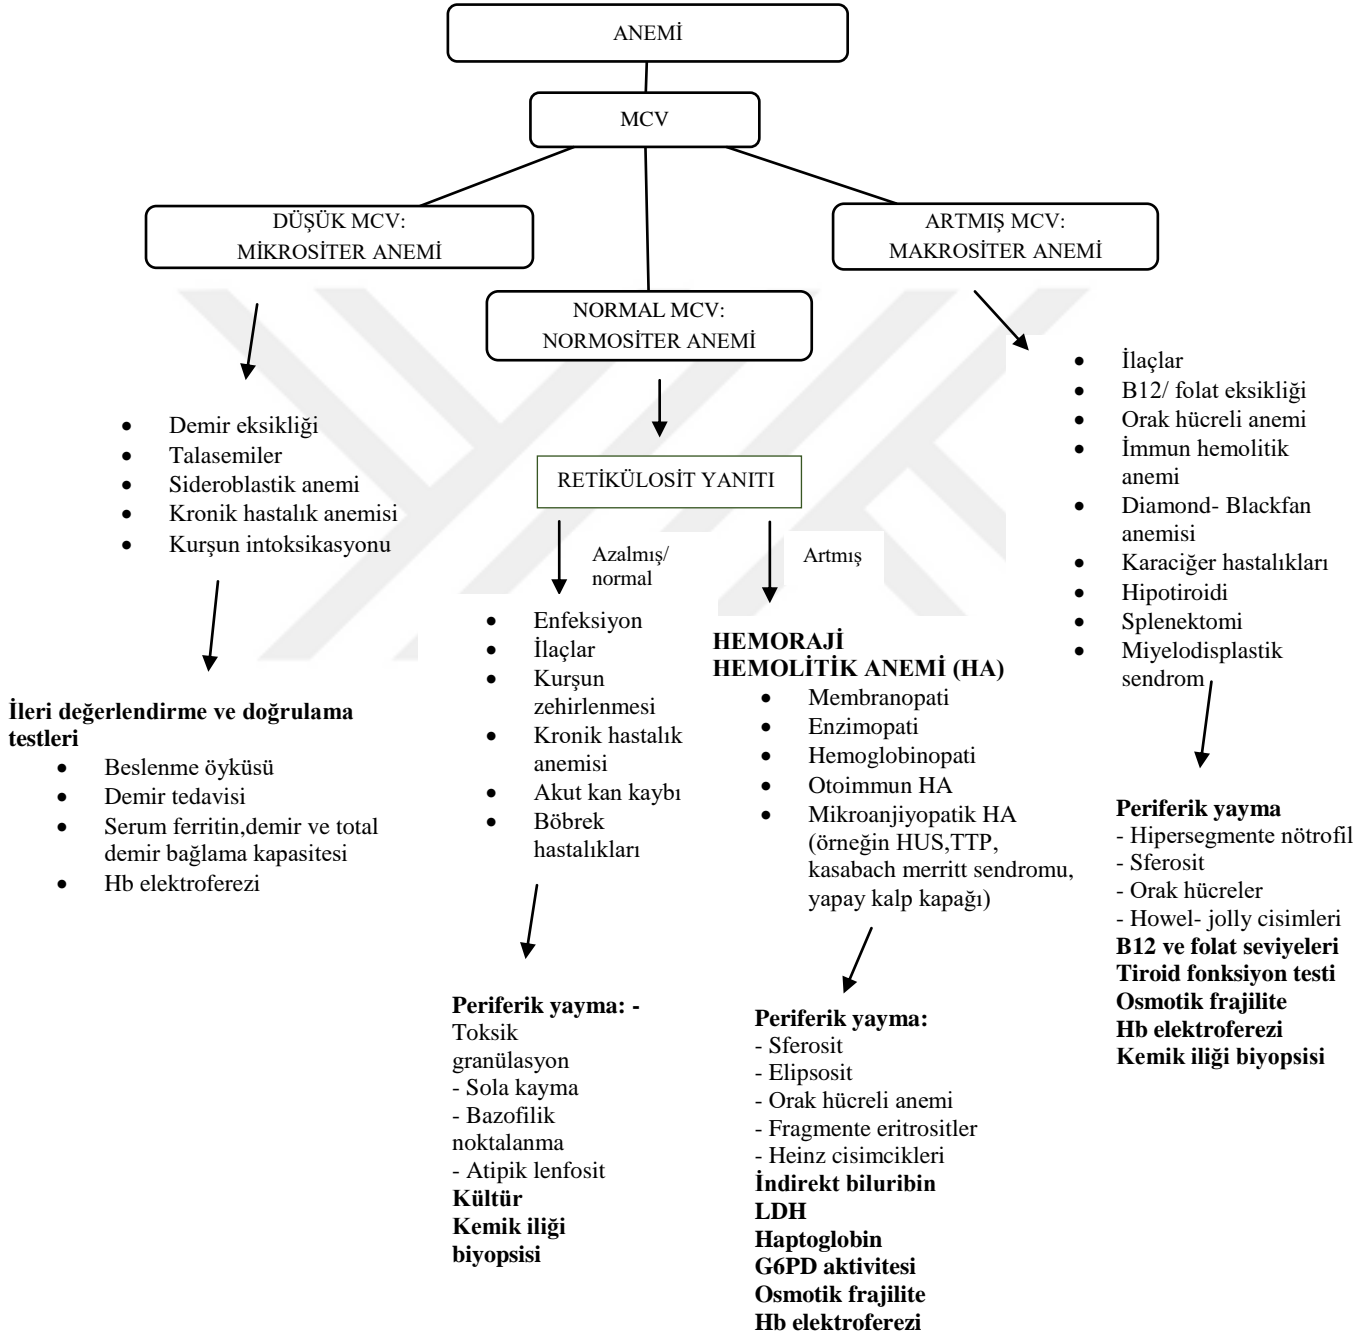 ANEMİ
MCV
DÜŞÜK MCV:
MİKROSİTER ANEMİ
NORMAL MCV:
NORMOSİTER ANEMİ
ARTMIŞ MCV:
MAKROSİTER ANEMİ
• Demir eksikliği
• Talasemiler
• Sideroblastik anemi
• Kronik hastalık anemisi
• Kurşun intoksikasyonu
İleri değerlendirme ve doğrulama
testleri
• Beslenme öyküsü
• Demir tedavisi
• Serum ferritin,demir ve total
demir bağlama kapasitesi
• Hb elektroferezi
RETİKÜLOSİT YANITI
Azalmış/
normal
Artmış
• Enfeksiyon
• İlaçlar
• Kurşun
zehirlenmesi
• Kronik hastalık
anemisi
• Akut kan kaybı
• Böbrek
hastalıkları
Periferik yayma: -
Toksik
granülasyon
- Sola kayma
- Bazofilik
noktalanma
- Atipik lenfosit
Kültür
Kemik iliği
biyopsisi
HEMORAJİ
HEMOLİTİK ANEMİ (HA)
• Membranopati
• Enzimopati
• Hemoglobinopati
• Otoimmun HA
• Mikroanjiyopatik HA
(örneğin HUS,TTP,
kasabach merritt sendromu,
yapay kalp kapağı)
Periferik yayma:
- Sferosit
- Elipsosit
- Orak hücreli anemi
- Fragmente eritrositler
- Heinz cisimcikleri
İndirekt biluribin
LDH
Haptoglobin
G6PD aktivitesi
Osmotik frajilite
Hb elektroferezi
• İlaçlar
• B12/ folat eksikliği
• Orak hücreli anemi
• İmmun hemolitik
anemi
• Diamond- Blackfan
anemisi
• Karaciğer hastalıkları
• Hipotiroidi
• Splenektomi
• Miyelodisplastik
sendrom
Periferik yayma
- Hipersegmente nötrofil
- Sferosit
- Orak hücreler
- Howel- jolly cisimleri
B12 ve folat seviyeleri
Tiroid fonksiyon testi
Osmotik frajilite
Hb elektroferezi
Kemik iliği biyopsisi